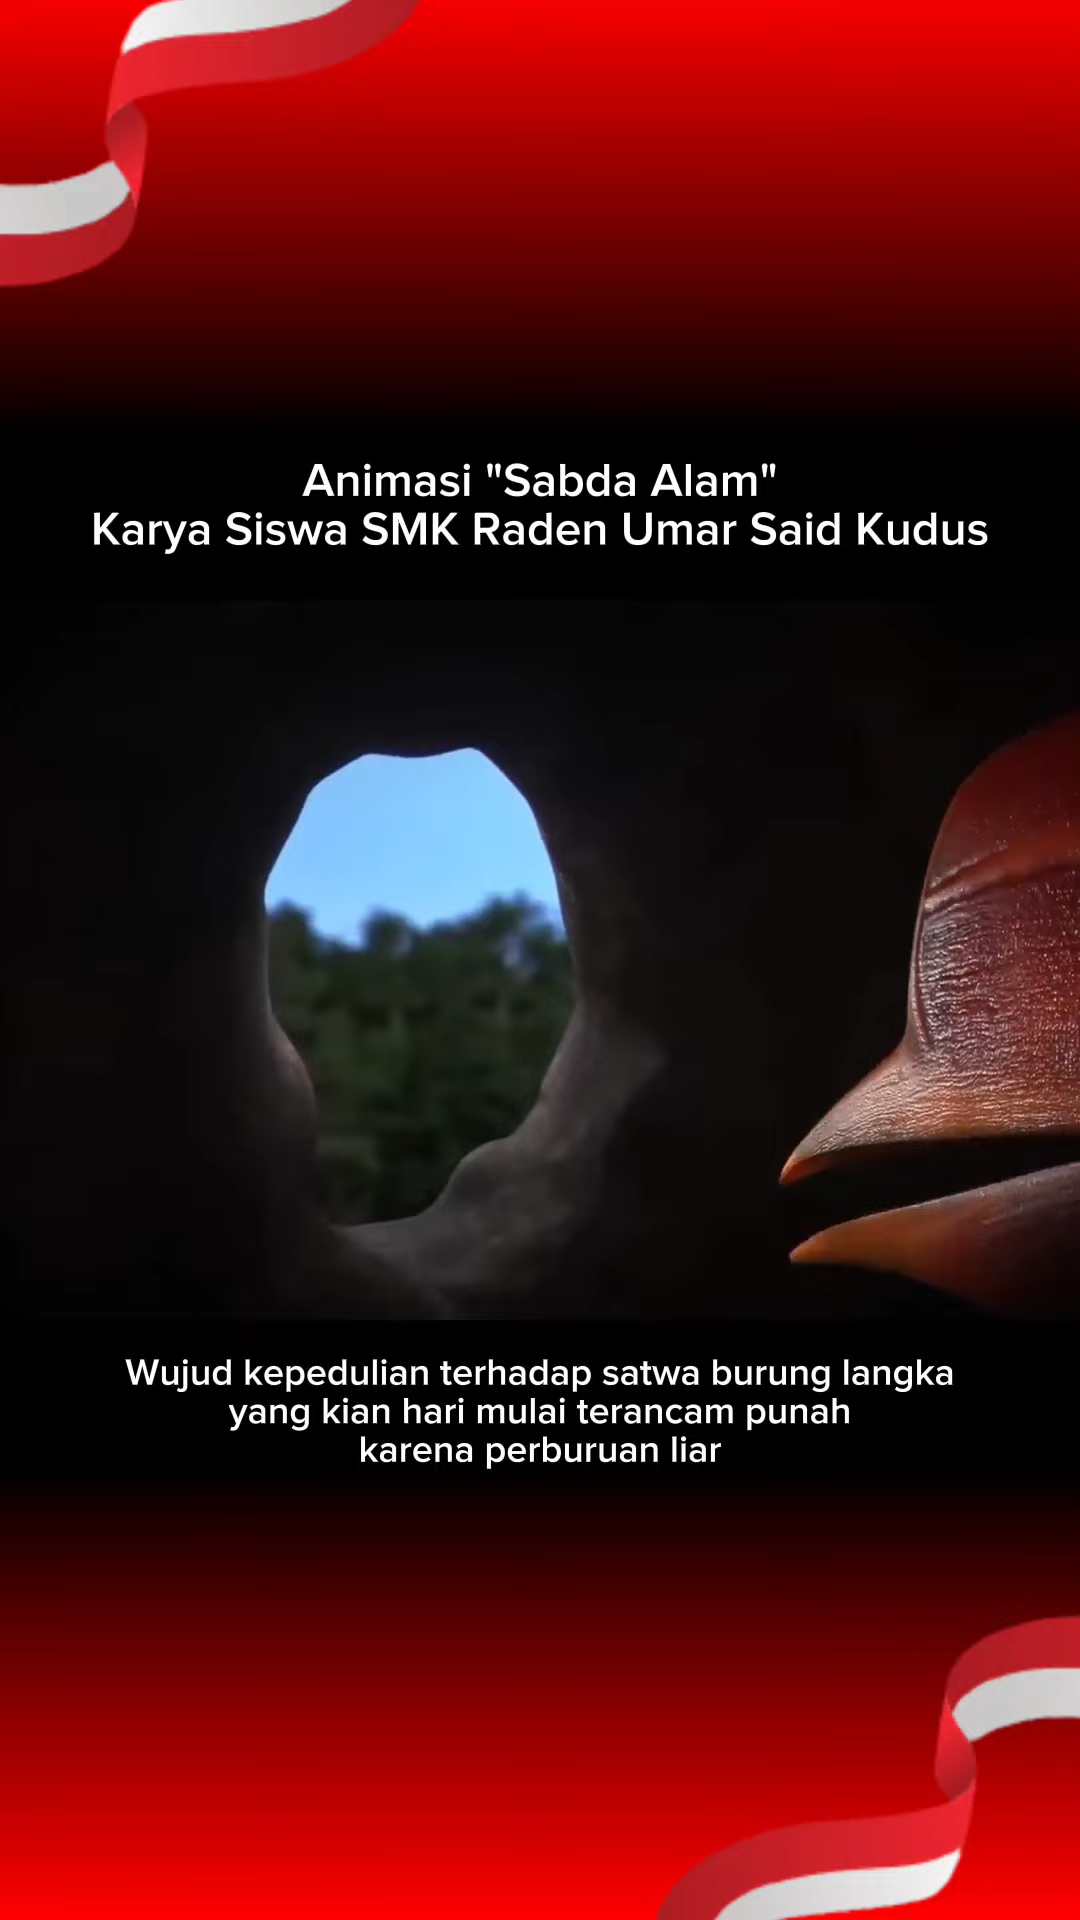 Animasi "Sabda Alam"
Karya Siswa SMK Raden Umar Said Kudus
Wujud kepedulian terhadap satwa burung langka
yang kian hari mulai terancam punah
karena perburuan liar